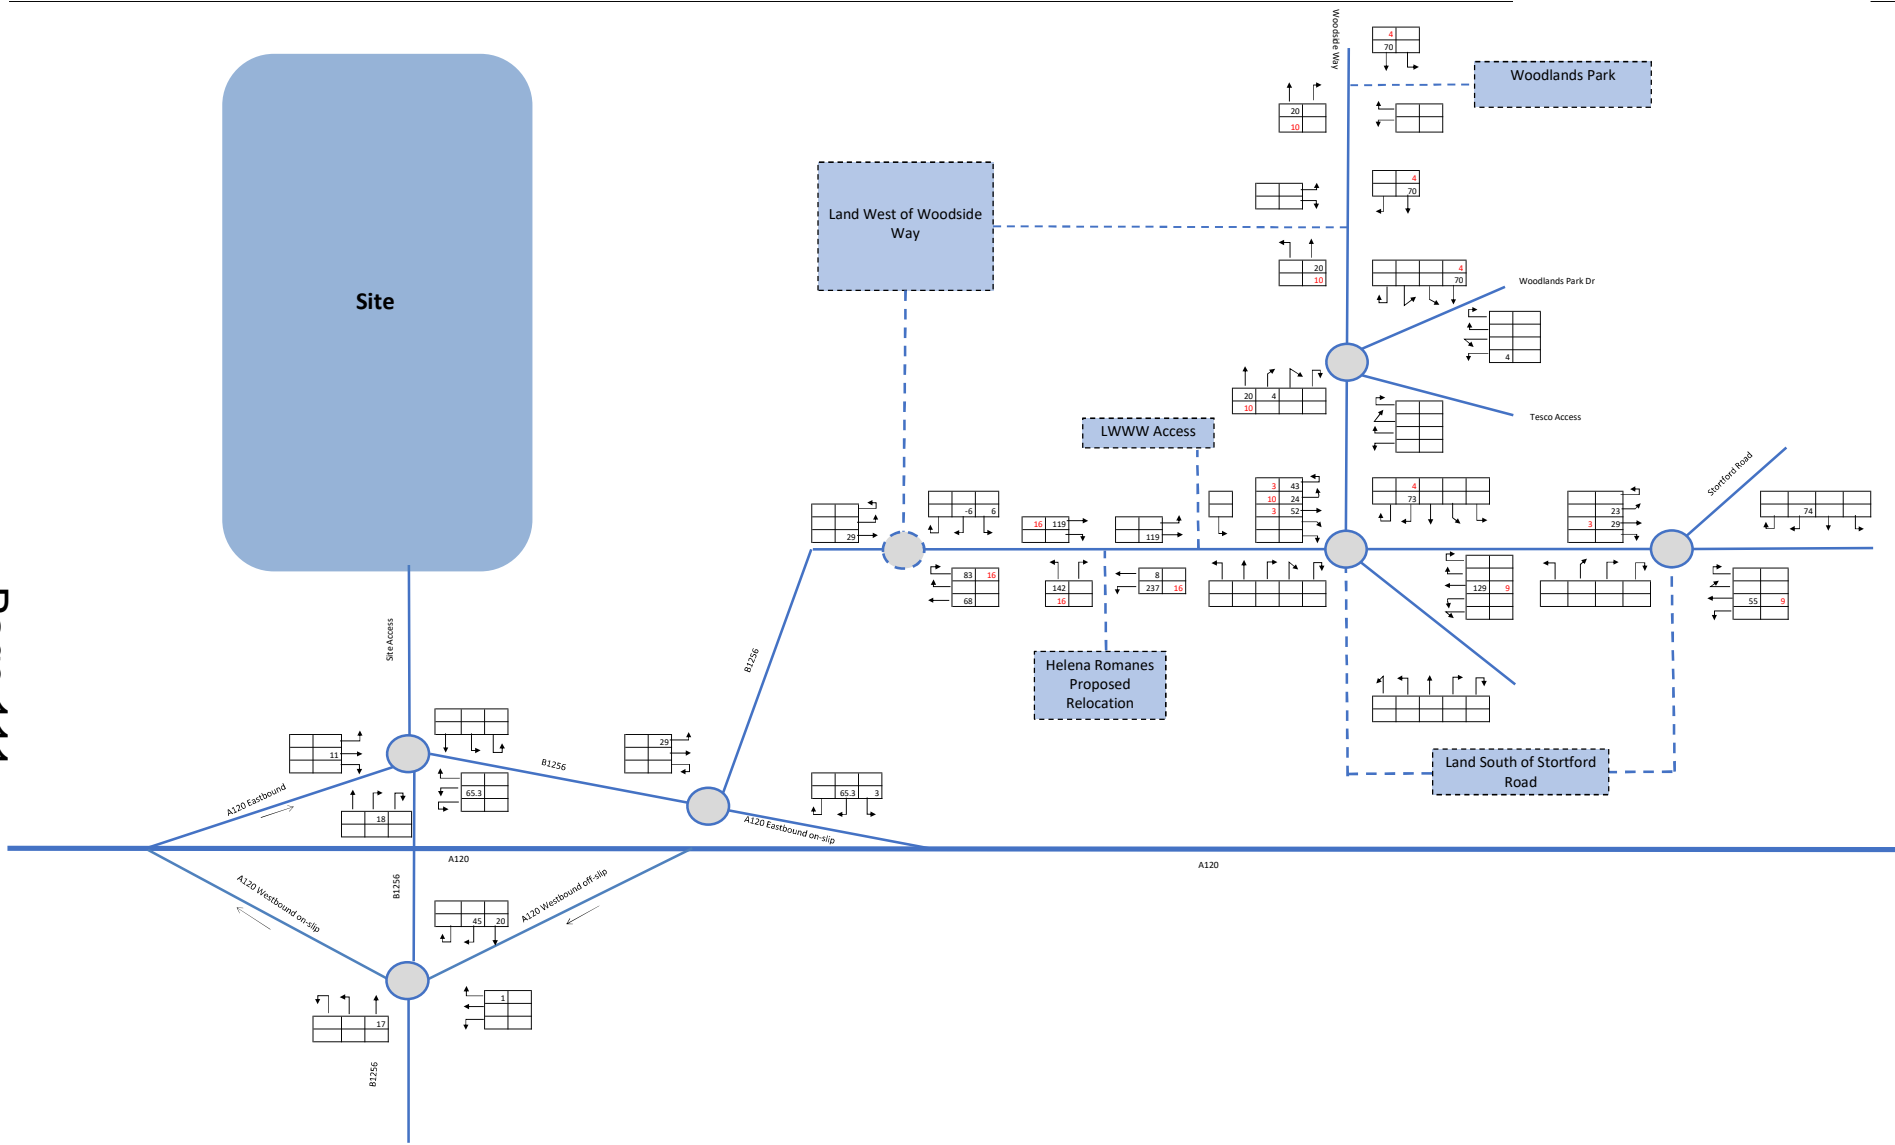 Woodside Way
4
70
Woodlands Park
20
10
4
70
Land West of Woodside
Way
20
10
4
70
Woodlands Park Dr
Site
4
20 4
10
Tesco Access
LWWW Access
Stortford Road
3 43
10 24
3 52
4
73
23
3 29
74
29
-6 6
16 119
119
83 16
68
142
16
8
237 16
129 9
55 9
Site Access
B1256
Helena Romanes
Proposed
Relocation
Land South of Stortford
Road
11
29
B1256
65.3
65.3 3
A120 Eastbound
18
A120 Eastbound on-slip
A120
A120
B1256
A120 Westbound on-slip
A120 Westbound off-slip
45 20
1
17
B1256